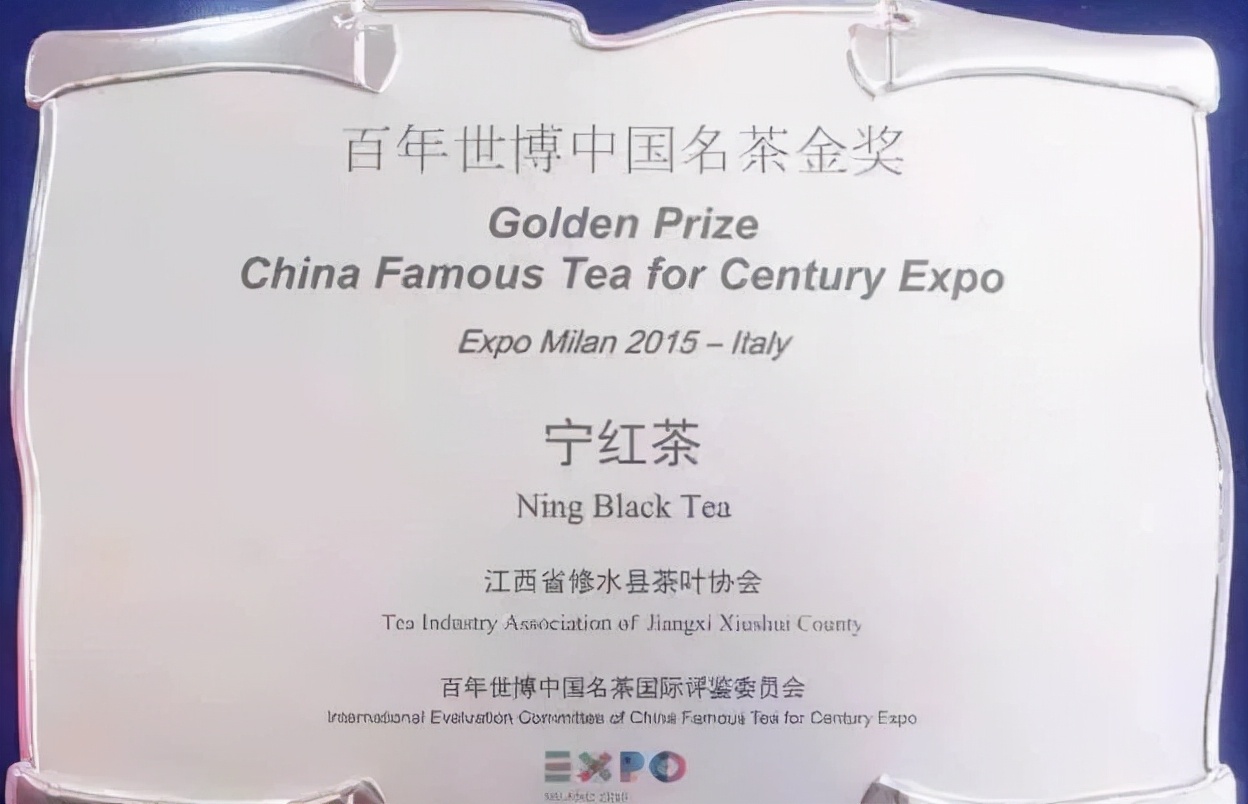 百年世博中国名茶金奖
Golden Prize
China Famous Tea for Century Expo
Expo Milan 2015 – Italy
宁红茶
Ning Black Tea
江西省修水县茶叶协会
Tea Industry Association of Jiangxi Xiushui County
百年世博中国名茶国际评鉴委员会
International Evaluation Committee of China Famous Tea for Century Expo
EXPO